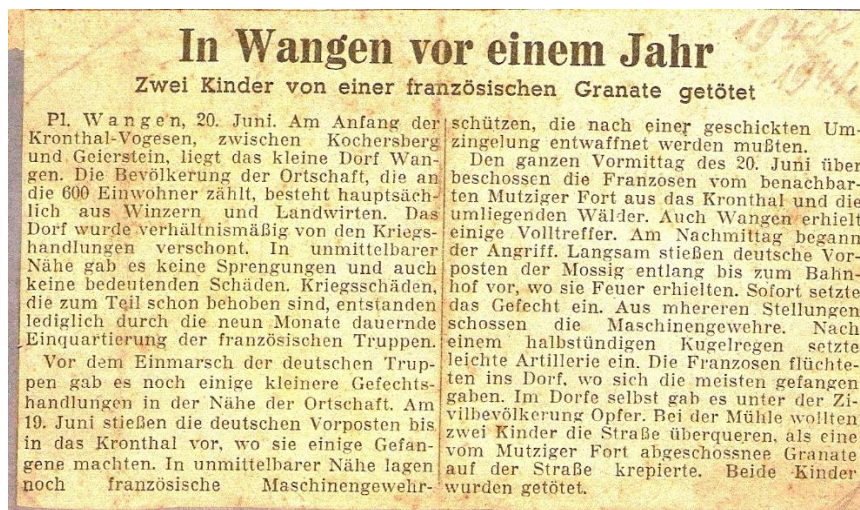 In Wangen vor einem Jahr
Zwei Kinder von einer französischen Granate getötet
Pl. Wangen, 20. Juni. Am Anfang der
Kronthal-Vogesen, zwischen Kochersberg
und Geierstein, liegt das kleine Dorf Wan-
gen. Die Bevölkerung der Ortschaft, die an
die 600 Einwohner zählt, besteht hauptsäch-
lich aus Winzern und Landwirten. Das
Dorf wurde verhältnismäßig von den Kriegs-
handlungen verschont. In unmittelbarer
Nähe gab es keine Sprengungen und auch
keine bedeutenden Schäden. Kriegsschäden,
die zum Teil schon behoben sind, entstanden
lediglich durch die neun Monate dauernde
Einquartierung der französischen Truppen.
Vor dem Einmarsch der deutschen Trup-
pen gab es noch einige kleinere Gefechts-
handlungen in der Nähe der Ortschaft. Am
19. Juni stießen die deutschen Vorposten bis
in das Kronthal vor, wo sie einige Gefan-
gene machten. In unmittelbarer Nähe lagen
noch französische Maschinengewehr-
schützen, die nach einer geschickten Um-
zingelung entwaffnet werden mußten.
Den ganzen Vormittag des 20. Juni über
beschossen die Franzosen vom benachbar-
ten Mutziger Fort aus das Kronthal und die
umliegenden Wälder. Auch Wangen erhielt
einige Volltreffer. Am Nachmittag begann
der Angriff. Langsam stießen deutsche Vor-
posten der Mossig entlang bis zum Bahn-
hof vor, wo sie Feuer erhielten. Sofort setzte
das Gefecht ein. Aus mhereren Stellungen
schossen die Maschinengewehre. Nach
einem halbstündigen Kugelregen setzte
leichte Artillerie ein. Die Franzosen flüchte-
ten ins Dorf, wo sich die meisten gefangen
gaben. Im Dorfe selbst gab es unter der Zi-
vilbevölkerung Opfer. Bei der Mühle wollten
zwei Kinder die Straße überqueren, als eine
vom Mutziger Fort abgeschossnee Granate
auf der Straße krepierte. Beide Kinder
wurden getötet.